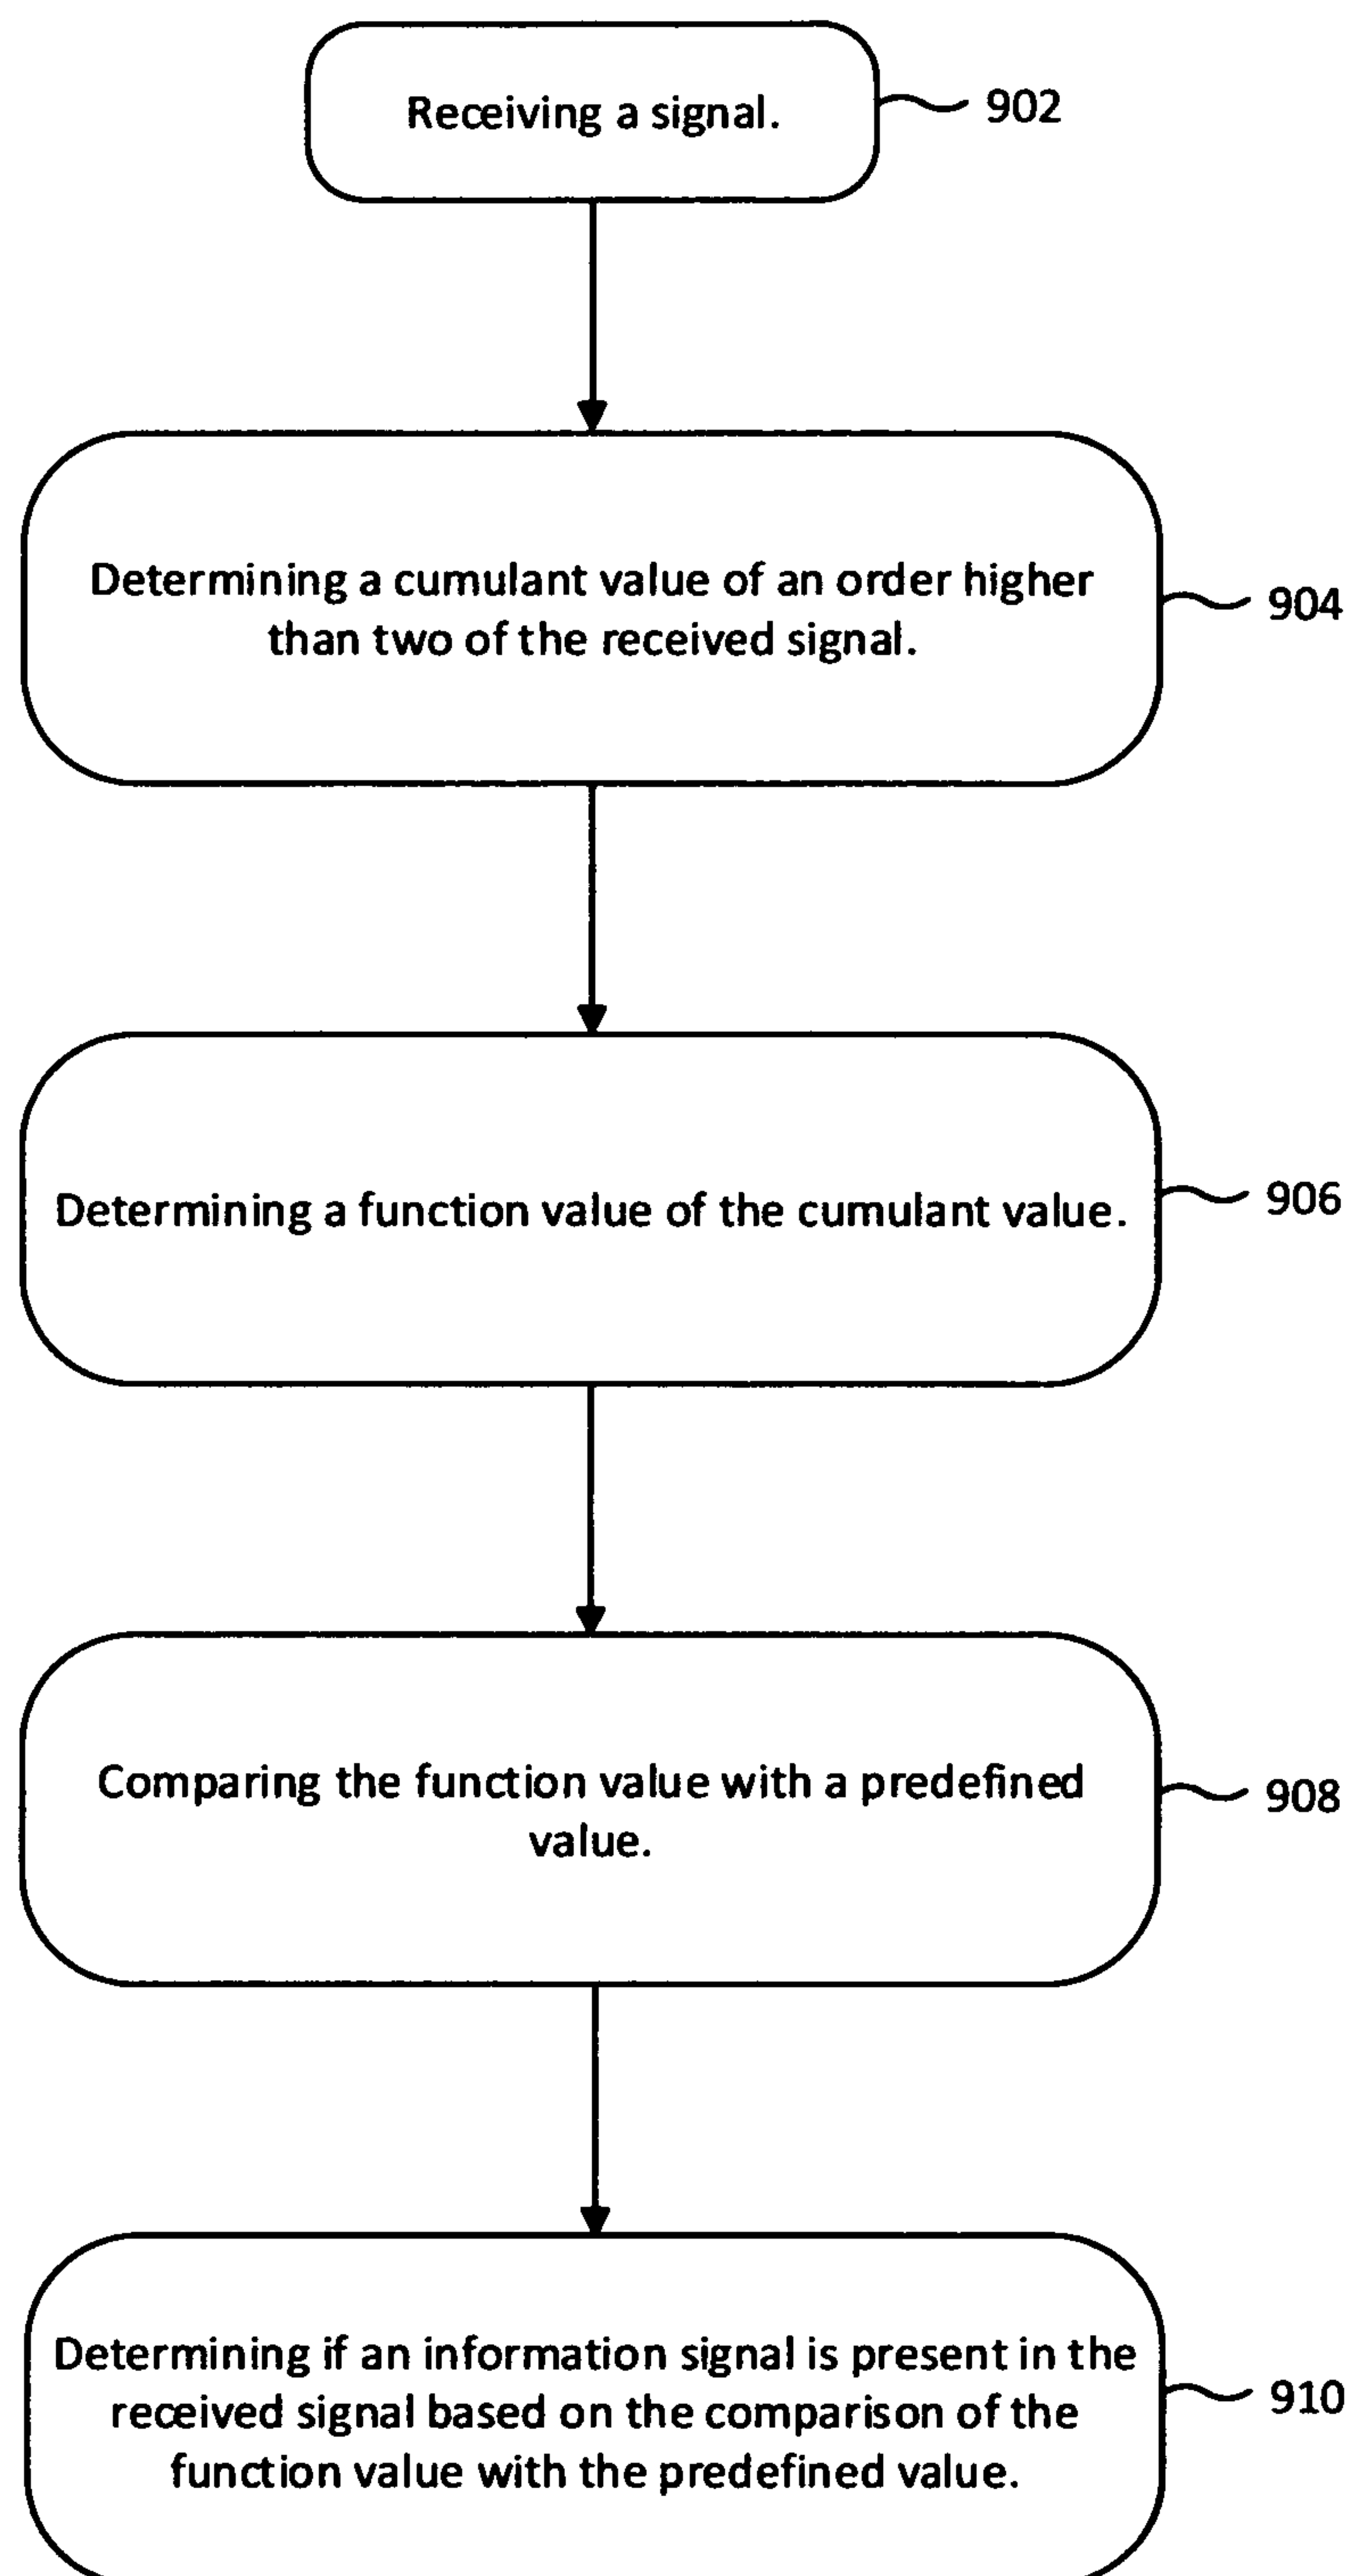 Receiving a signal.
902
Determining a cumulant value of an order higher
than two of the received signal.
904
Determining a function value of the cumulant value.
906
Comparing the function value with a predefined
value.
908
Determining if an information signal is present in the
received signal based on the comparison of the
function value with the predefined value.
910